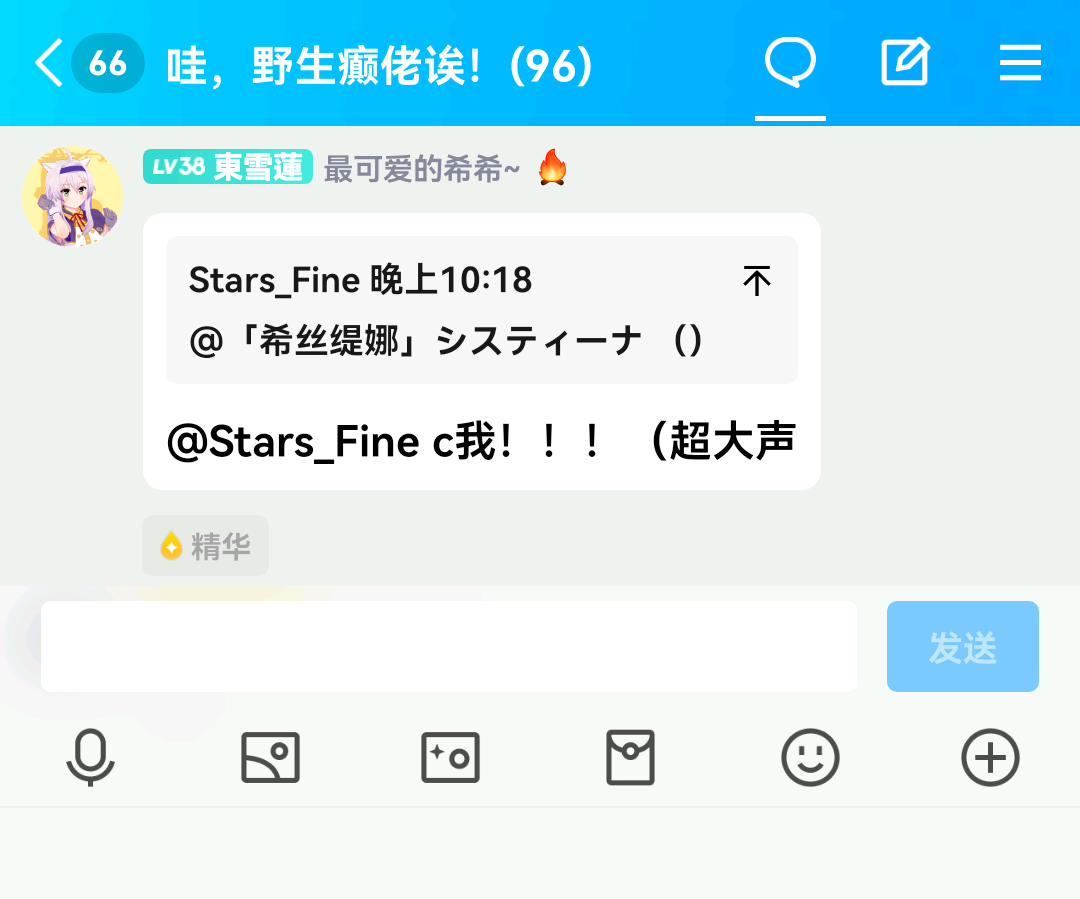 66 哇，野生癫佬诶！(96)
LV38 東雪蓮 最可爱的希希~
Stars_Fine 晚上10:18
@「希丝缇娜」システィーナ （）
@Stars_Fine c我！！！（超大声
精华
发送